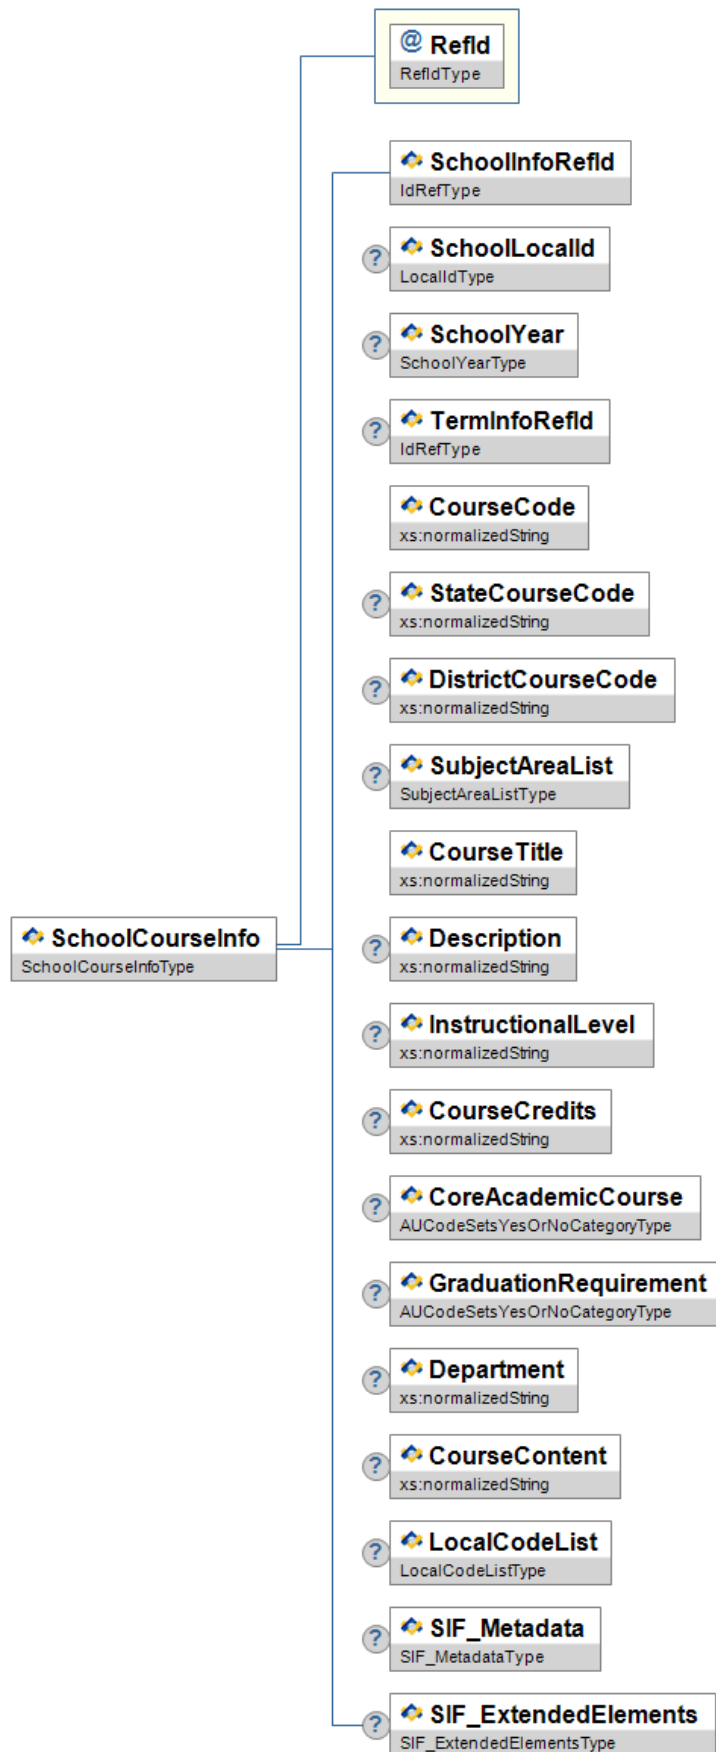 @ RefId
RefIdType
SchoolInfoRefId
IdRefType
? SchoolLocalId
LocalIdType
? SchoolYear
SchoolYearType
? TermInfoRefId
IdRefType
CourseCode
xs:normalizedString
? StateCourseCode
xs:normalizedString
? DistrictCourseCode
xs:normalizedString
? SubjectAreaList
SubjectAreaListType
CourseTitle
xs:normalizedString
SchoolCourseInfo
SchoolCourseInfoType
? Description
xs:normalizedString
? InstructionalLevel
xs:normalizedString
? CourseCredits
xs:normalizedString
? CoreAcademicCourse
AUCodeSetsYesOrNoCategoryType
? GraduationRequirement
AUCodeSetsYesOrNoCategoryType
? Department
xs:normalizedString
? CourseContent
xs:normalizedString
? LocalCodeList
LocalCodeListType
? SIF_Metadata
SIF_MetadataType
? SIF_ExtendedElements
SIF_ExtendedElementsType